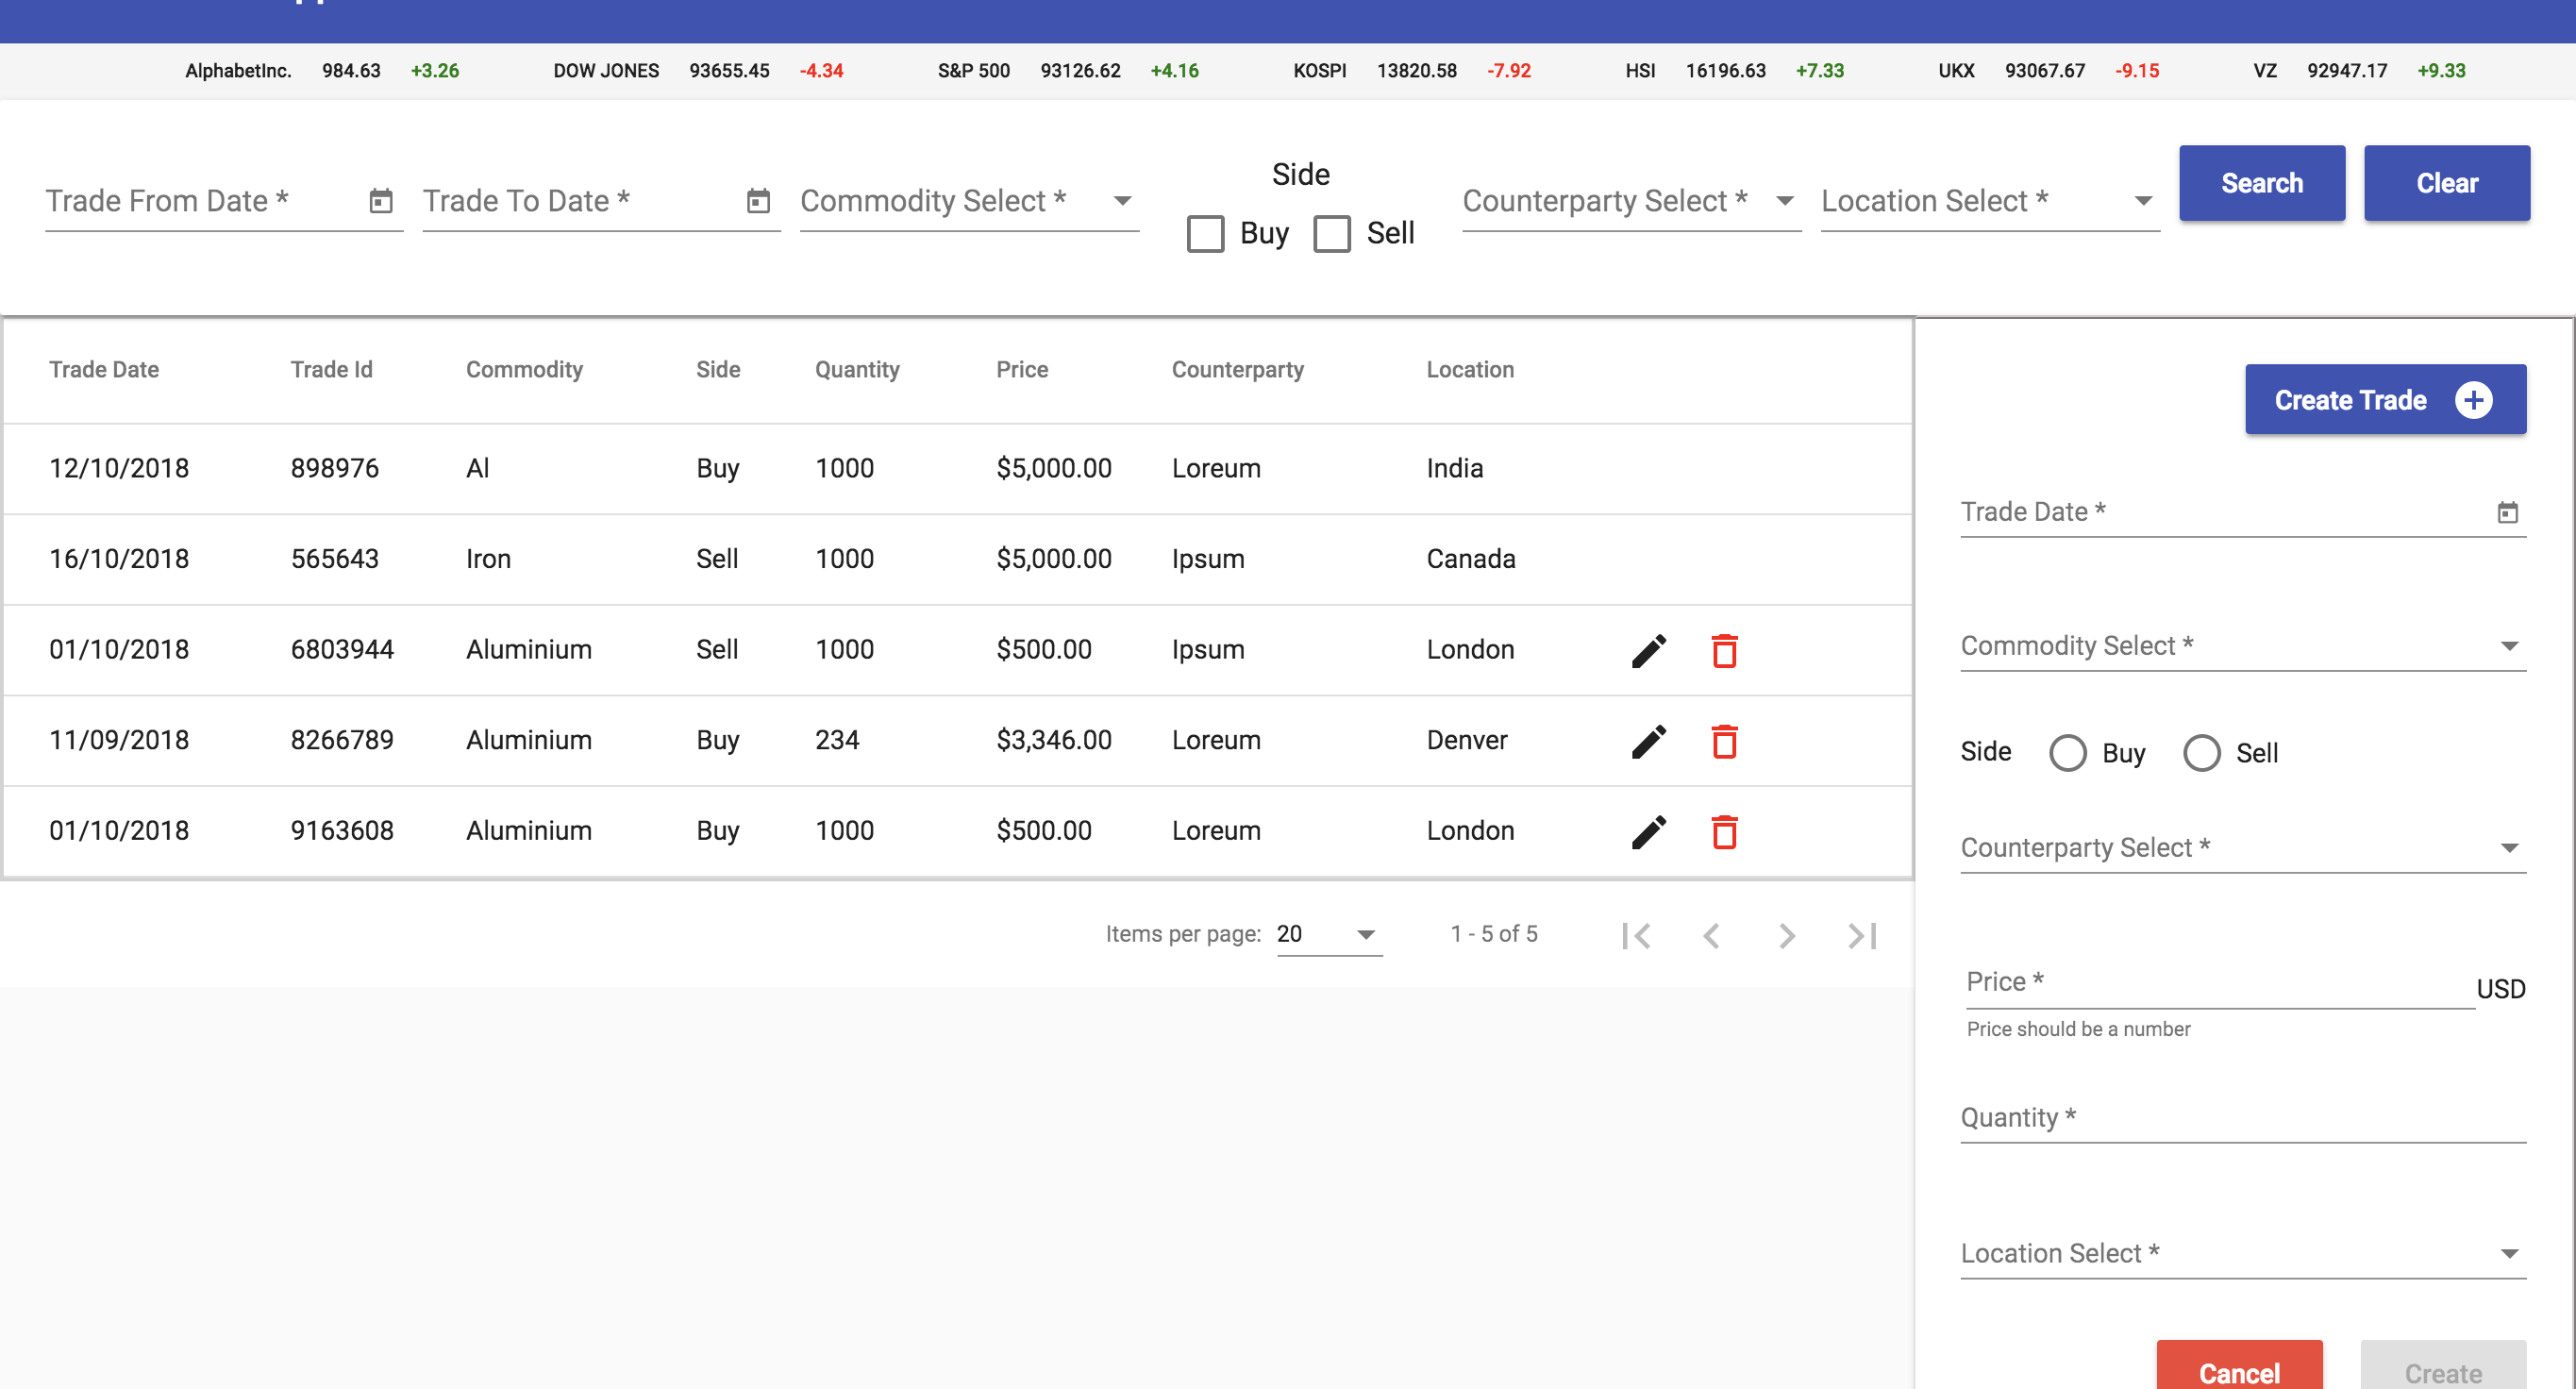 AlphabetInc. 984.63 +3.26 DOW JONES 93655.45 -4.34 S&P 500 93126.62 +4.16 KOSPI 13820.58 -7.92 HSI 16196.63 +7.33 UKX 93067.67 -9.15 VZ 92947.17 +9.33
Trade From Date * Trade To Date * Commodity Select * Side Counterparty Select * Location Select * Search Clear
Buy Sell
Trade Date Trade Id Commodity Side Quantity Price Counterparty Location
12/10/2018 898976 Al Buy 1000 $5,000.00 Loreum India
16/10/2018 565643 Iron Sell 1000 $5,000.00 Ipsum Canada
01/10/2018 6803944 Aluminium Sell 1000 $500.00 Ipsum London
11/09/2018 8266789 Aluminium Buy 234 $3,346.00 Loreum Denver
01/10/2018 9163608 Aluminium Buy 1000 $500.00 Loreum London
Items per page: 20 1 - 5 of 5
Create Trade
Trade Date *
Commodity Select *
Side Buy Sell
Counterparty Select *
Price * USD
Price should be a number
Quantity *
Location Select *
Cancel Create